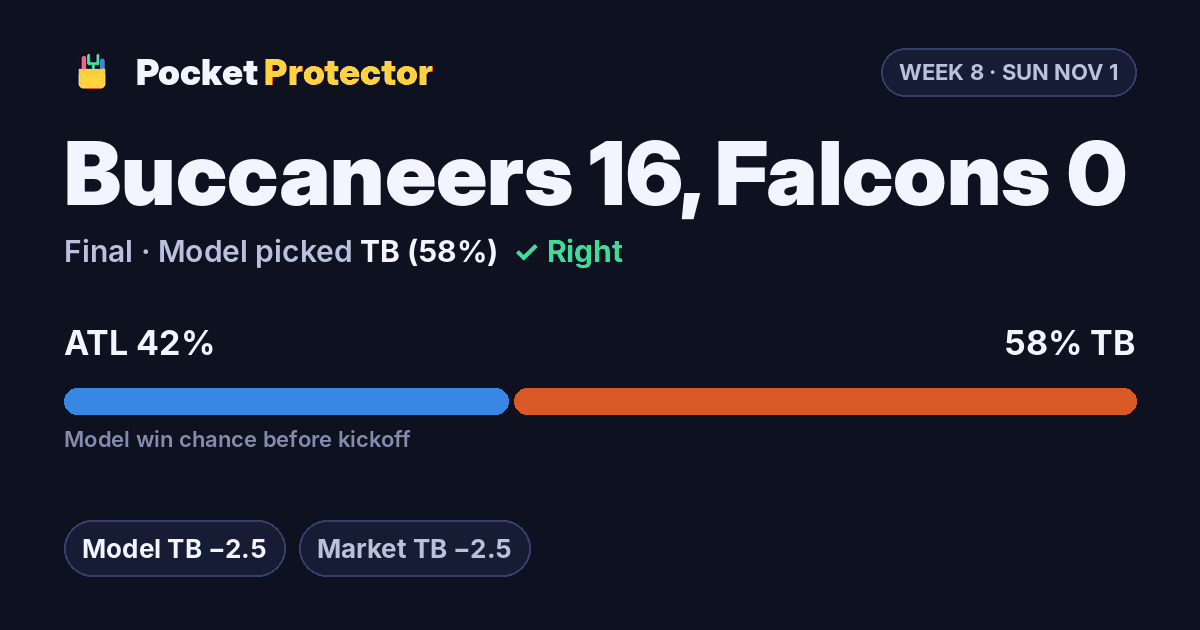 Pocket Protector
WEEK 8 · SUN NOV 1
Buccaneers 16, Falcons 0
Final · Model picked TB (58%) ✓ Right
ATL 42%
58% TB
Model win chance before kickoff
Model TB −2.5
Market TB −2.5